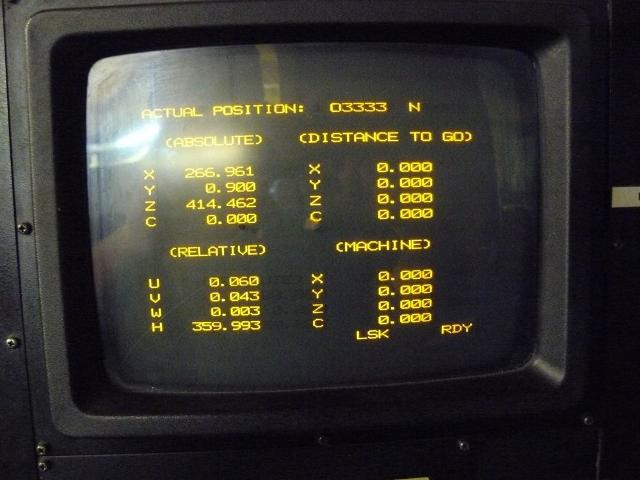 ACTUAL POSITION: O3333 N
(ABSOLUTE) (DISTANCE TO GO)
X 266.961 X 0.000
Y 0.900 Y 0.000
Z 414.462 Z 0.000
C 0.000 C 0.000
(RELATIVE) (MACHINE)
U 0.060 X 0.000
V 0.043 Y 0.000
W 0.003 Z 0.000
H 359.993 C 0.000
LSK RDY